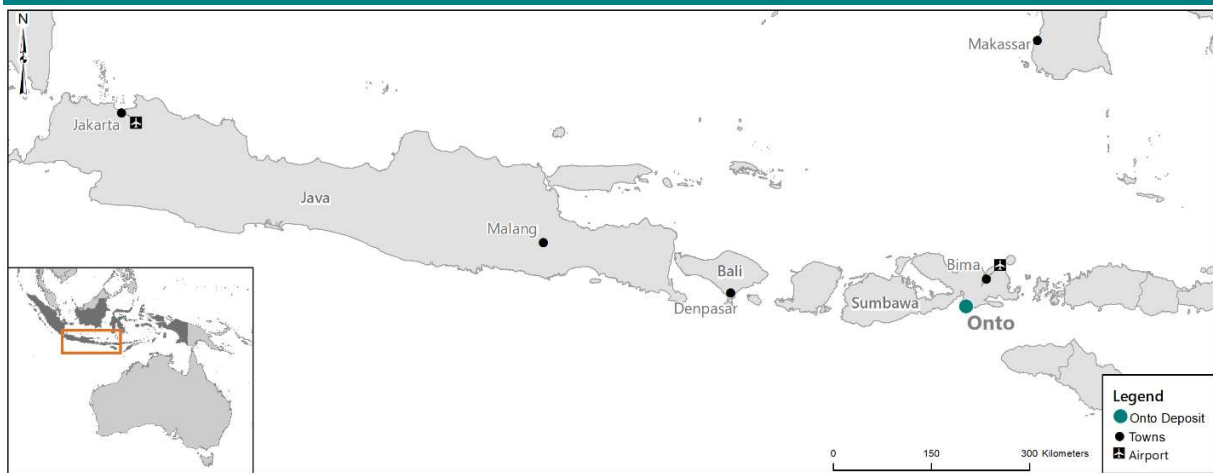 N
Makassar
Jakarta
Java
Malang
Bali
Bima
Denpasar
Sumbawa
Onto
Legend
Onto Deposit
Towns
Airport
0 150 300 Kilometers